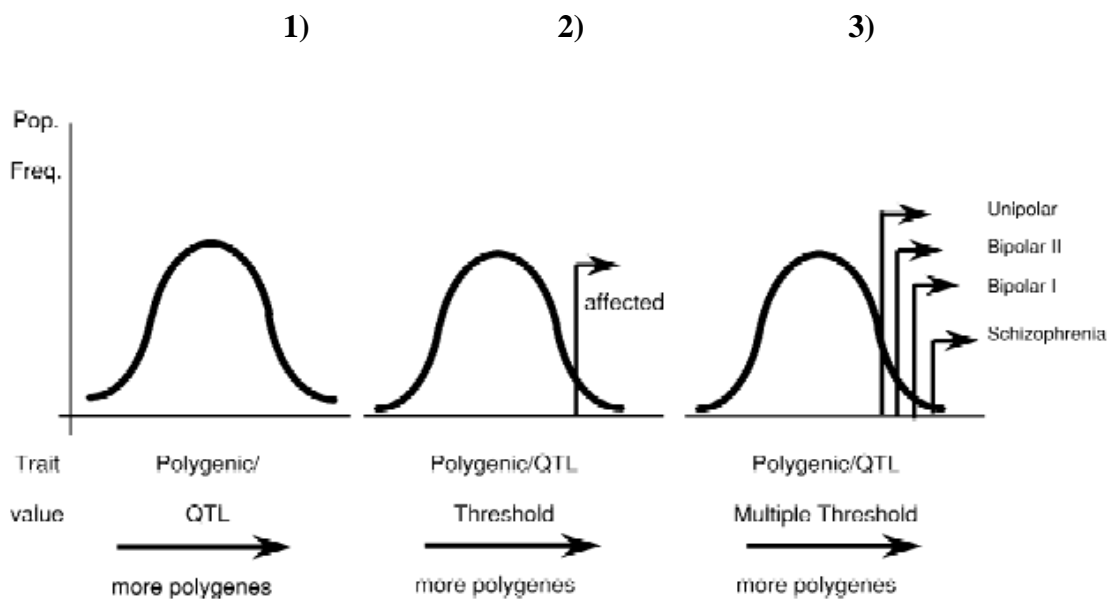 1) 2) 3)
Pop.
Freq.
Unipolar
Bipolar II
Bipolar I
affected
Schizophrenia
Trait Polygenic/ Polygenic/QTL Polygenic/QTL
value QTL Threshold Multiple Threshold
more polygenes more polygenes more polygenes